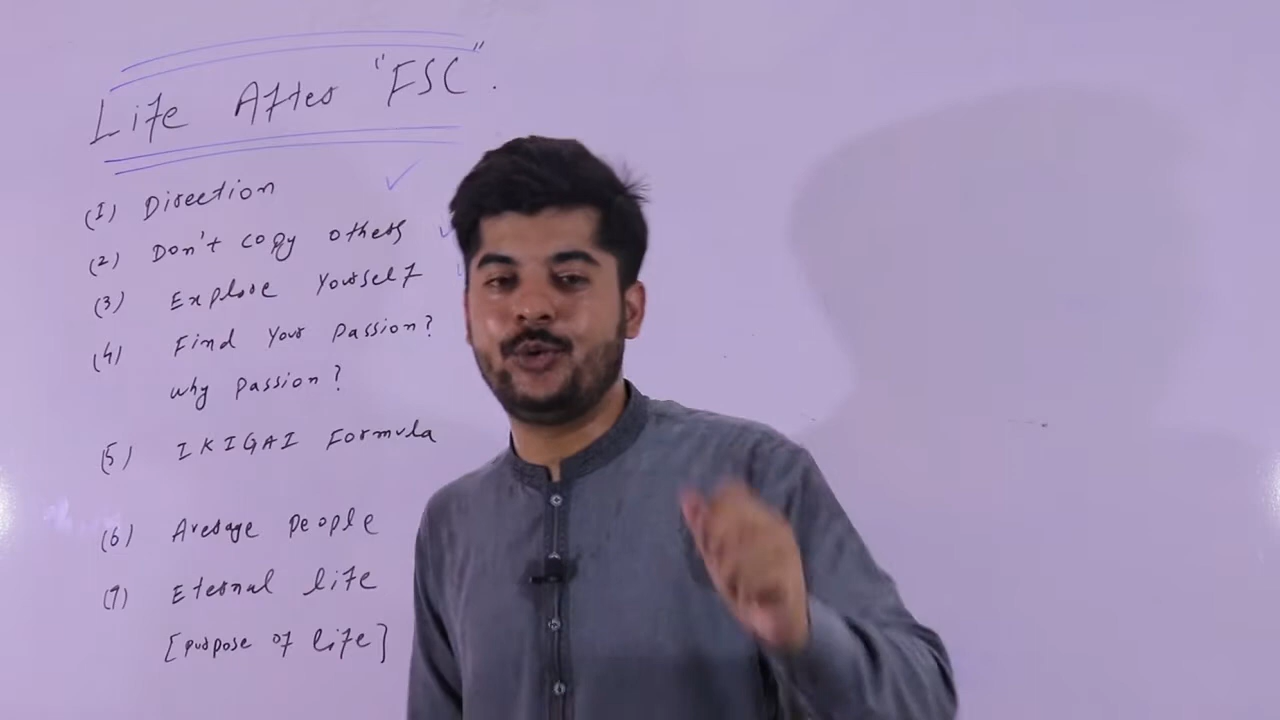 Life After "FSC".
(1) Direction
(2) Don't copy others
(3) Explore Yourself
(4) Find Your Passion?
why passion?
(5) IKIGAI Formula
(6) Average people
(7) Eternal life
[purpose of life]